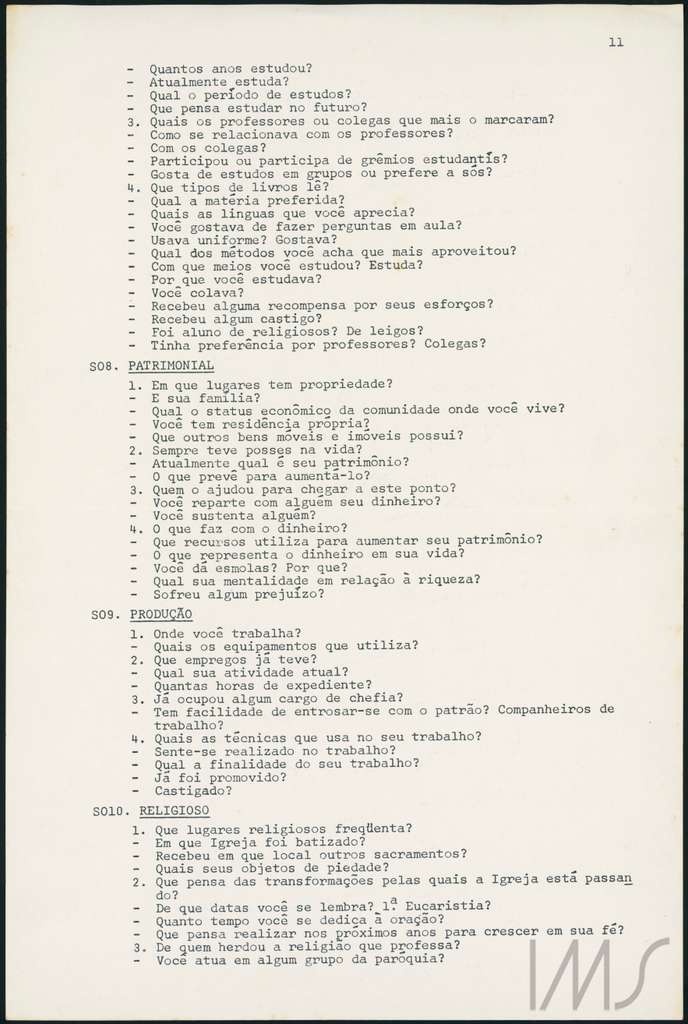 11
- Quantos anos estudou?
- Atualmente estuda?
- Qual o período de estudos?
- Que pensa estudar no futuro?
3. Quais os professores ou colegas que mais o marcaram?
- Como se relacionava com os professores?
- Com os colegas?
- Participou ou participa de grêmios estudantís?
- Gosta de estudos em grupos ou prefere a sós?
4. Que tipos de livros lê?
- Qual a matéria preferida?
- Quais as línguas que você aprecia?
- Você gostava de fazer perguntas em aula?
- Usava uniforme? Gostava?
- Qual dos métodos você acha que mais aproveitou?
- Com que meios você estudou? Estuda?
- Por que você estudava?
- Você colava?
- Recebeu alguma recompensa por seus esforços?
- Recebeu algum castigo?
- Foi aluno de religiosos? De leigos?
- Tinha preferência por professores? Colegas?
S08. PATRIMONIAL
1. Em que lugares tem propriedade?
- E sua família?
- Qual o status econômico da comunidade onde você vive?
- Você tem residência própria?
- Que outros bens móveis e imóveis possui?
2. Sempre teve posses na vida?
- Atualmente qual é seu patrimônio?
- O que prevê para aumentá-lo?
3. Quem o ajudou para chegar a este ponto?
- Você reparte com alguém seu dinheiro?
- Você sustenta alguém?
4. O que faz com o dinheiro?
- Que recursos utiliza para aumentar seu patrimônio?
- O que representa o dinheiro em sua vida?
- Você dá esmolas? Por que?
- Qual sua mentalidade em relação à riqueza?
- Sofreu algum prejuízo?
S09. PRODUÇÃO
1. Onde você trabalha?
- Quais os equipamentos que utiliza?
2. Que empregos já teve?
- Qual sua atividade atual?
- Quantas horas de expediente?
3. Já ocupou algum cargo de chefia?
- Tem facilidade de entrosar-se com o patrão? Companheiros de
trabalho?
4. Quais as técnicas que usa no seu trabalho?
- Sente-se realizado no trabalho?
- Qual a finalidade do seu trabalho?
- Já foi promovido?
- Castigado?
S010. RELIGIOSO
1. Que lugares religiosos freqüenta?
- Em que Igreja foi batizado?
- Recebeu em que local outros sacramentos?
- Quais seus objetos de piedade?
2. Que pensa das transformações pelas quais a Igreja está passan
do?
- De que datas você se lembra? 1ª Eucaristia?
- Quanto tempo você se dedica à oração?
- Que pensa realizar nos próximos anos para crescer em sua fé?
3. De quem herdou a religião que professa?
- Você atua em algum grupo da paróquia?
IMS